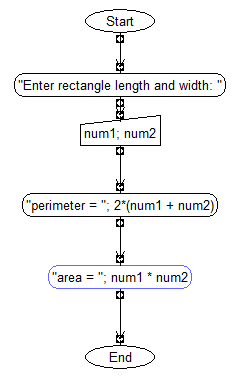 Start
"Enter rectangle length and width: "
num1; num2
"perimeter = "; 2*(num1 + num2)
"area = "; num1 * num2
End